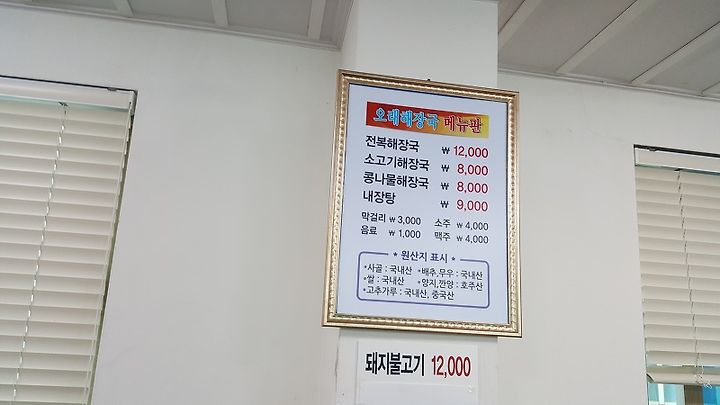 오래해장국 메뉴판
전복해장국 ₩ 12,000
소고기해장국 ₩ 8,000
콩나물해장국 ₩ 8,000
내장탕 ₩ 9,000
막걸리 ₩ 3,000 소주 ₩ 4,000
음료 ₩ 1,000 맥주 ₩ 4,000
* 원산지 표시 *
*사골 : 국내산 *배추,무우 : 국내산
*쌀 : 국내산 *양지,깐양 : 호주산
*고추가루 : 국내산, 중국산
돼지불고기 12,000